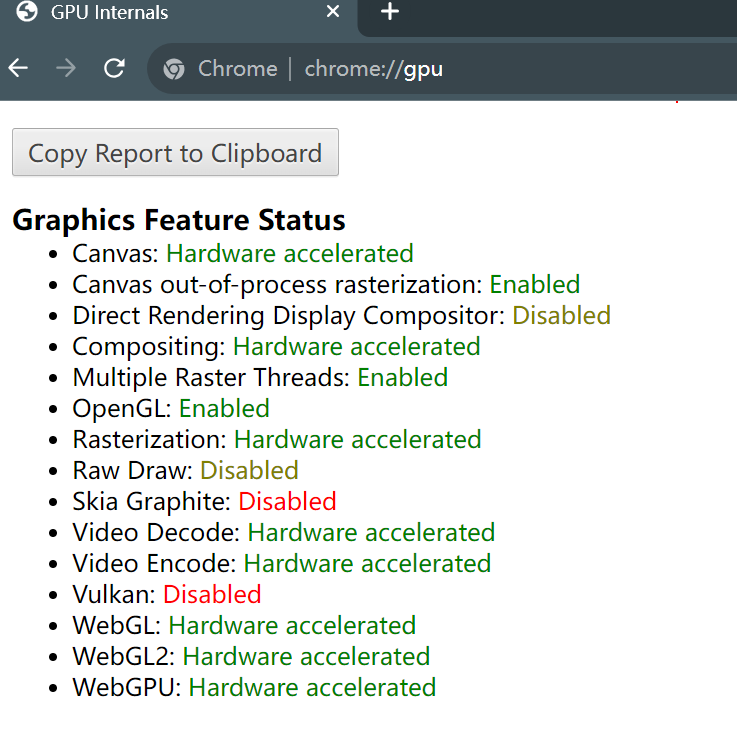 GPU Internals
Chrome | chrome://gpu
Copy Report to Clipboard
Graphics Feature Status
Canvas: Hardware accelerated
Canvas out-of-process rasterization: Enabled
Direct Rendering Display Compositor: Disabled
Compositing: Hardware accelerated
Multiple Raster Threads: Enabled
OpenGL: Enabled
Rasterization: Hardware accelerated
Raw Draw: Disabled
Skia Graphite: Disabled
Video Decode: Hardware accelerated
Video Encode: Hardware accelerated
Vulkan: Disabled
WebGL: Hardware accelerated
WebGL2: Hardware accelerated
WebGPU: Hardware accelerated